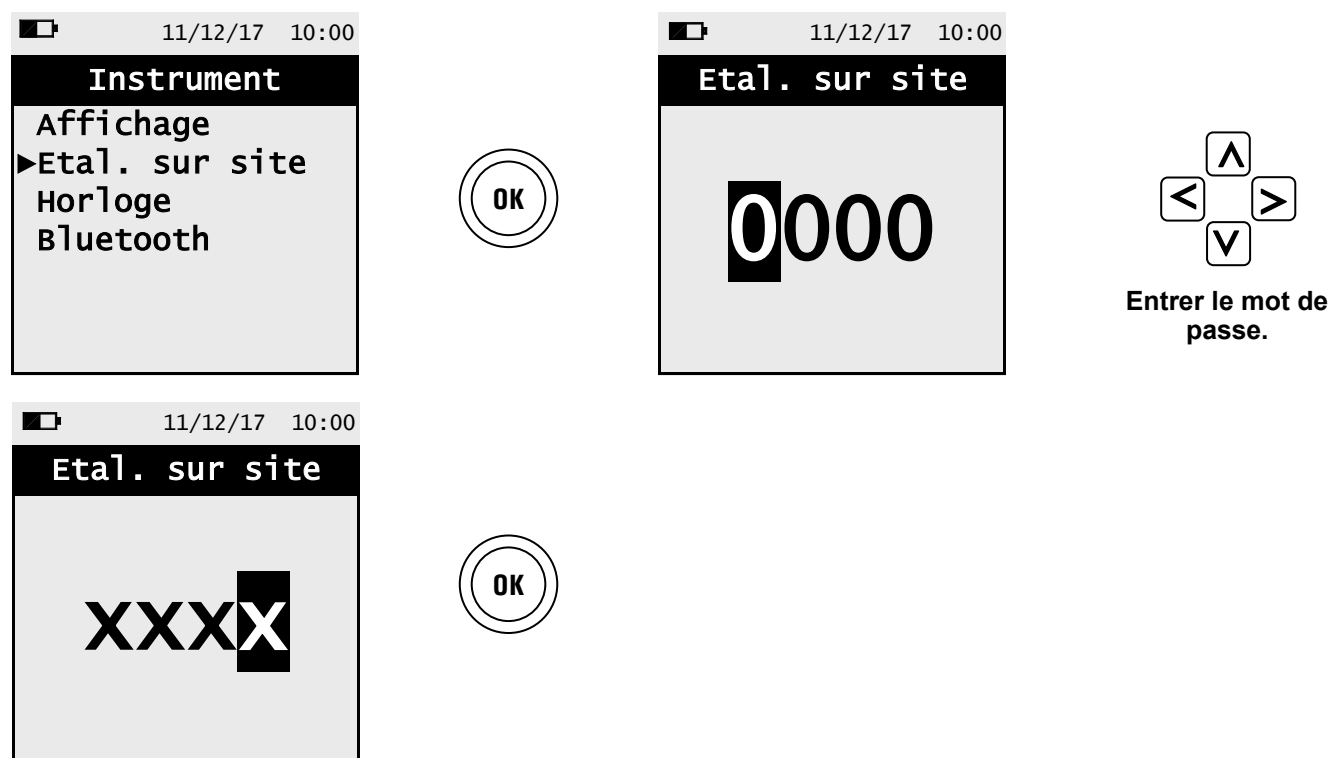 11/12/17 10:00
Instrument
Affichage
►Etal. sur site
Horloge
Bluetooth
OK
11/12/17 10:00
Etal. sur site
0000
<
>
Entrer le mot de
passe.
11/12/17 10:00
Etal. sur site
xxxx
OK